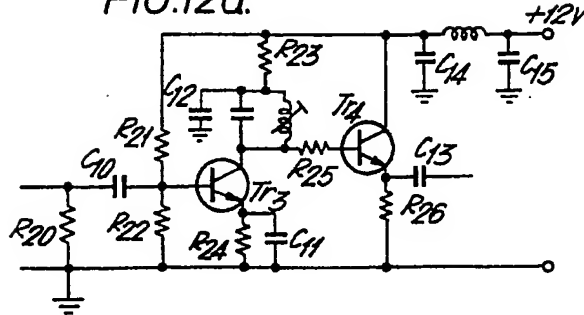 FIG.12a.
+12V
R23
C14
C15
C12
Tr4
R21
C10
R25
C13
Tr3
R20
R22
R24
C11
R26